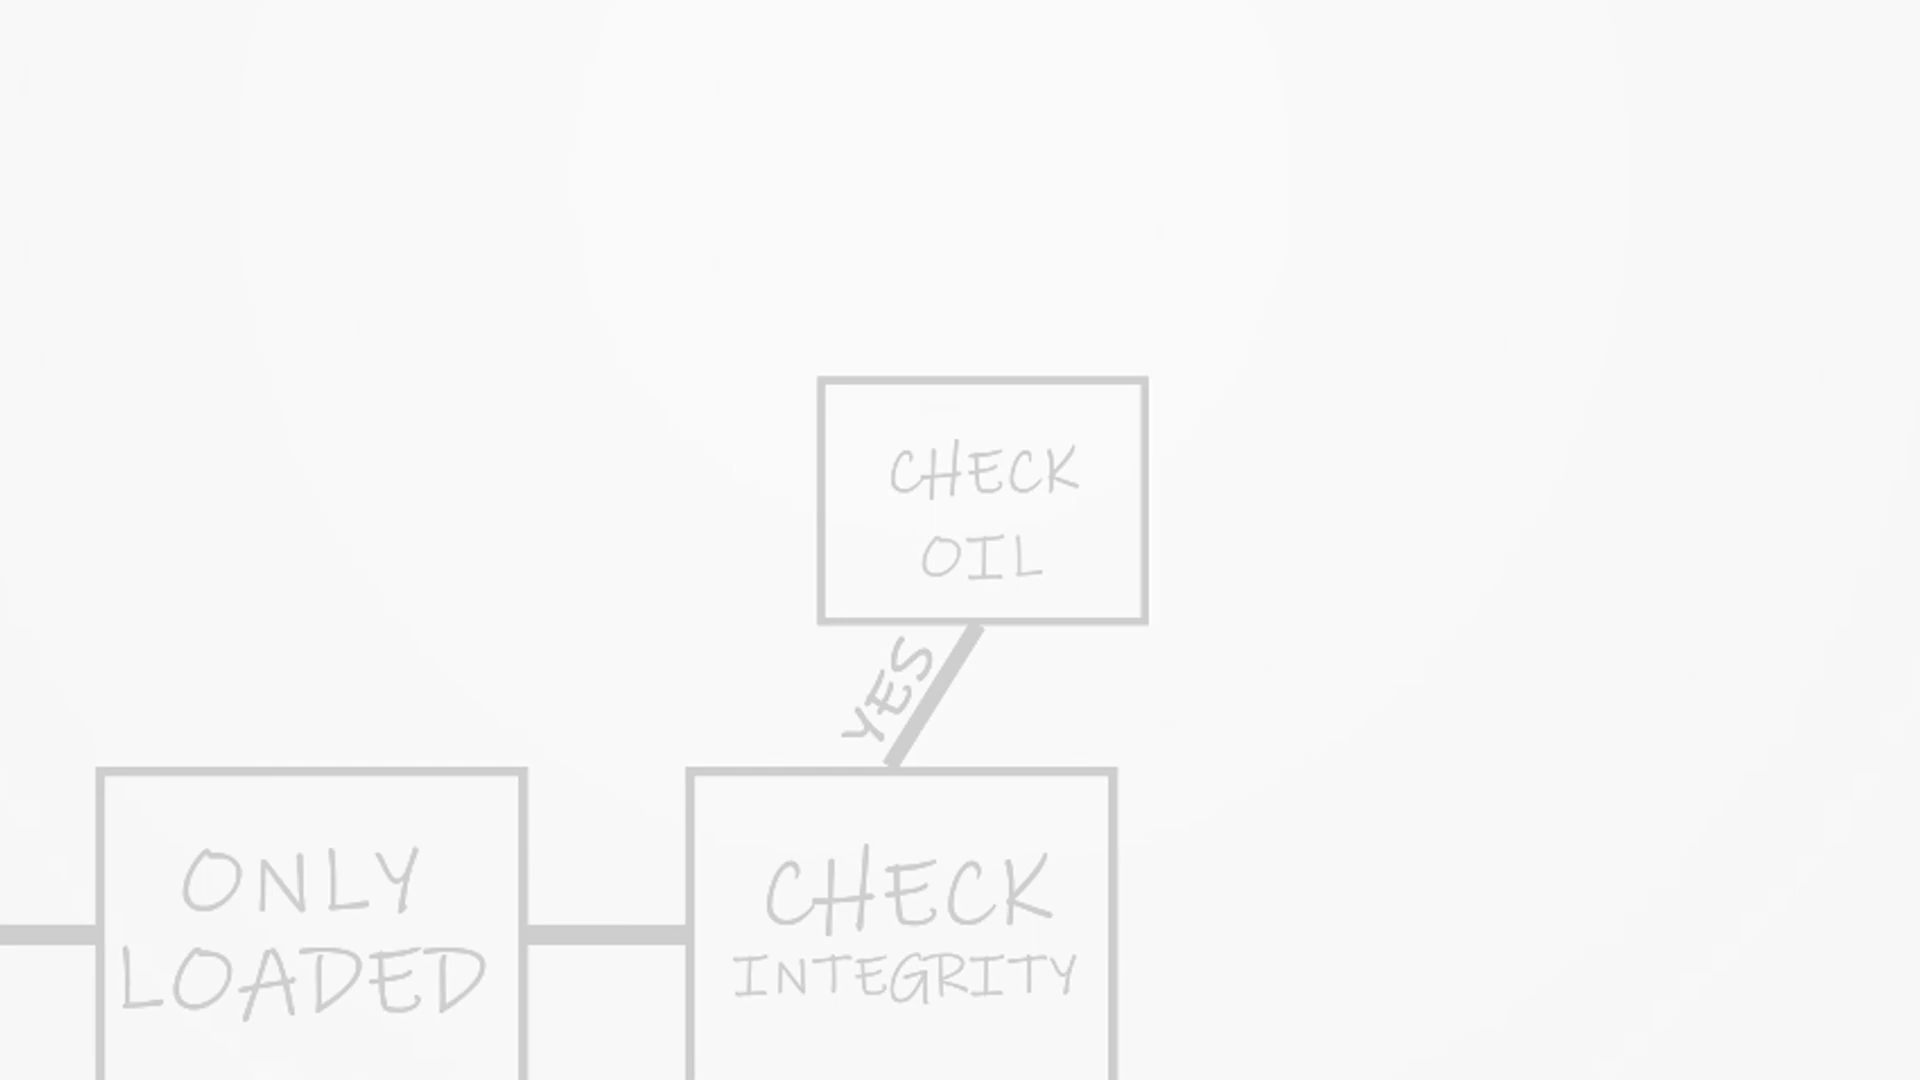 CHECK
OIL
YES
ONLY
LOADED
CHECK
INTEGRITY